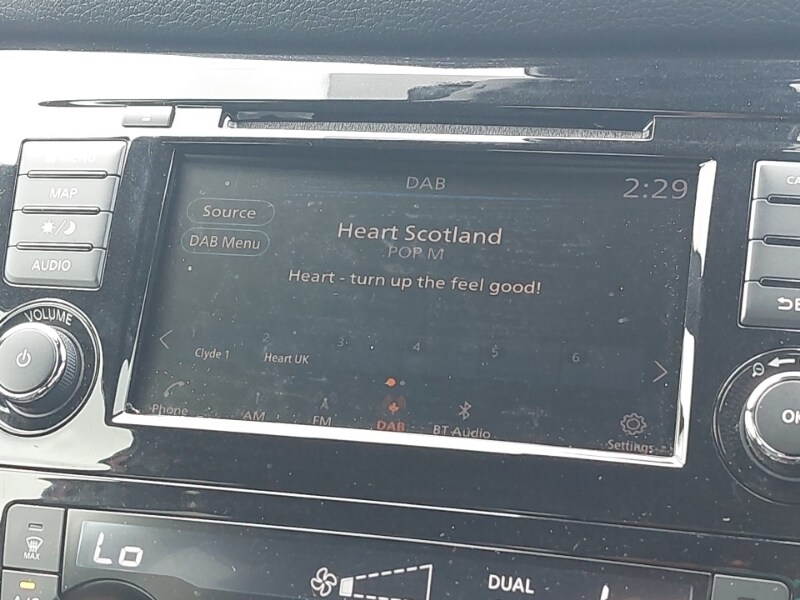 DAB
2:29
MENU
MAP
AUDIO
VOLUME
Source
DAB Menu
Heart Scotland
POP M
Heart - turn up the feel good!
1 2 3 4 5 6
Clyde 1 Heart UK
Phone AM FM DAB BT Audio Settings
OK
MAX
Lo
DUAL